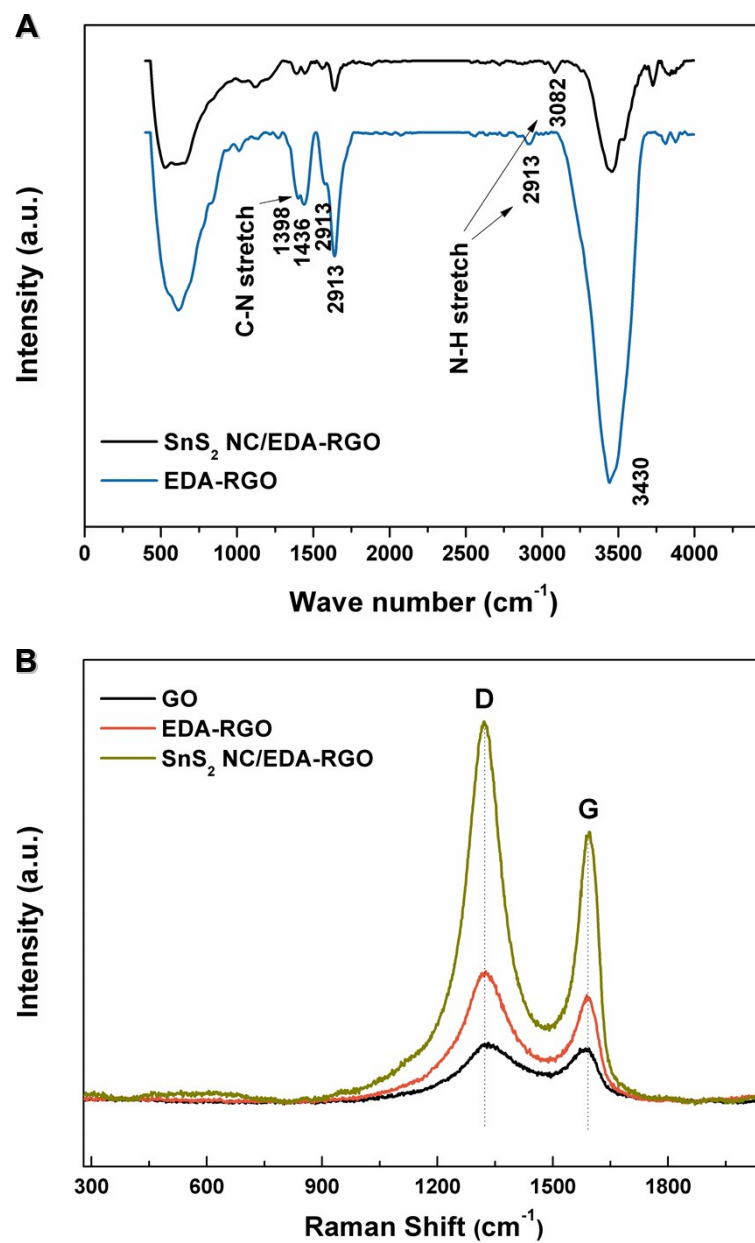 A
Intensity (a.u.)
C-N stretch
1398
1436
2913
2913
N-H stretch
2913
3082
3430
SnS₂ NC/EDA-RGO
EDA-RGO
0 500 1000 1500 2000 2500 3000 3500 4000
Wave number (cm⁻¹)
B
Intensity (a.u.)
GO
EDA-RGO
SnS₂ NC/EDA-RGO
D
G
300 600 900 1200 1500 1800
Raman Shift (cm⁻¹)